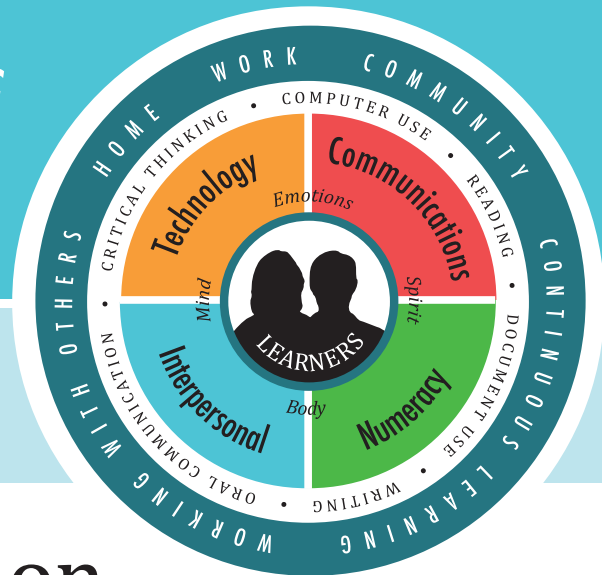 HOME WORK COMMUNITY
CONTINUOUS LEARNING
WORKING WITH OTHERS
CRITICAL THINKING • COMPUTER USE • READING • DOCUMENT USE • WRITING • ORAL COMMUNICATION •
Technology
Communications
Emotions
Mind
Spirit
LEARNERS
Body
Interpersonal
Numeracy
on